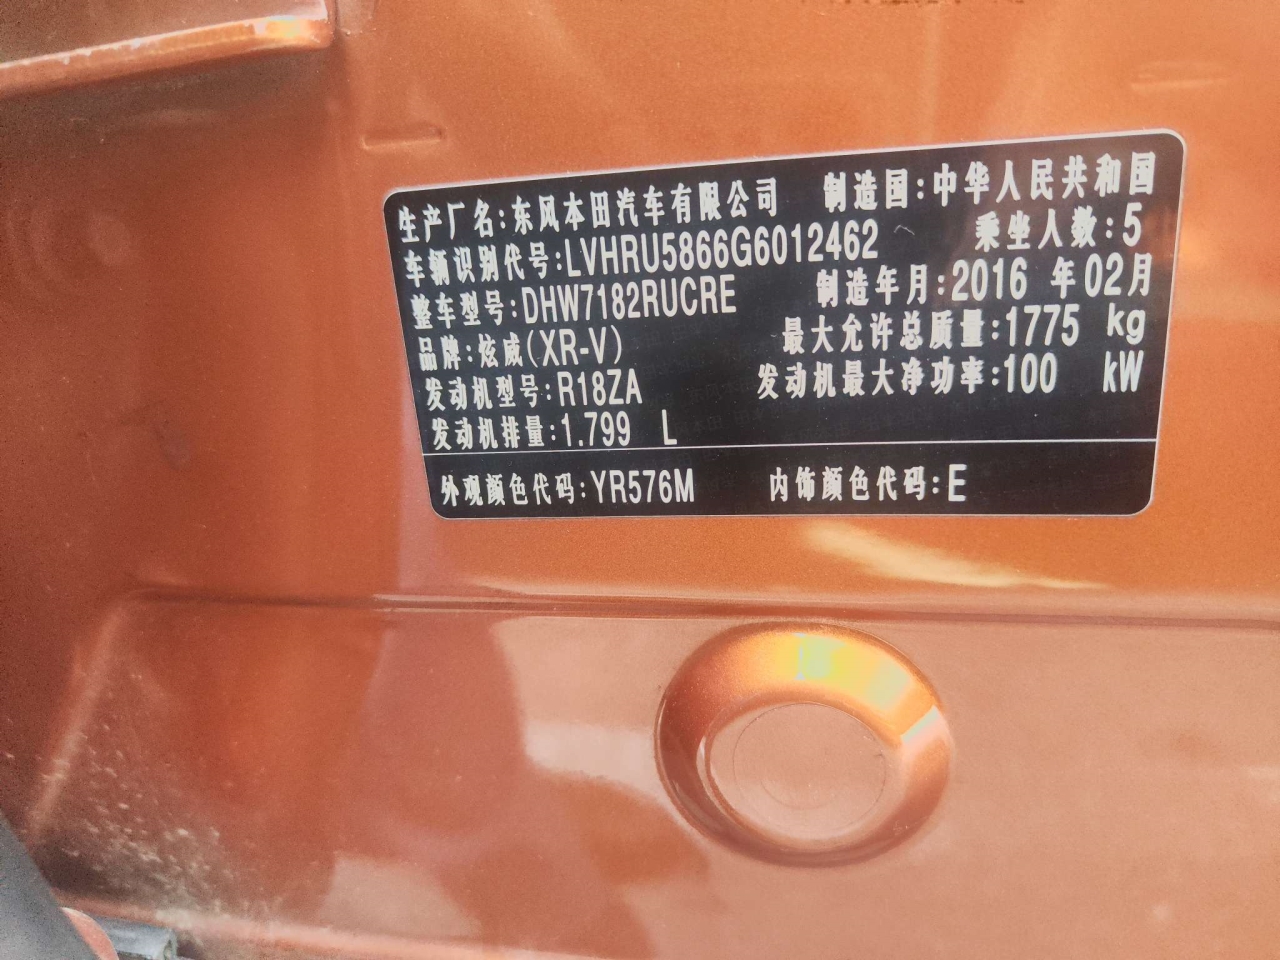 生产厂名:东风本田汽车有限公司 制造国:中华人民共和国
车辆识别代号:LVHRU5866G6012462 乘坐人数:5
整车型号:DHW7182RUCRE 制造年月:2016 年02月
品牌:炫威(XR-V) 最大允许总质量:1775 kg
发动机型号:R18ZA 发动机最大净功率:100 kW
发动机排量:1.799 L
外观颜色代码:YR576M 内饰颜色代码:E